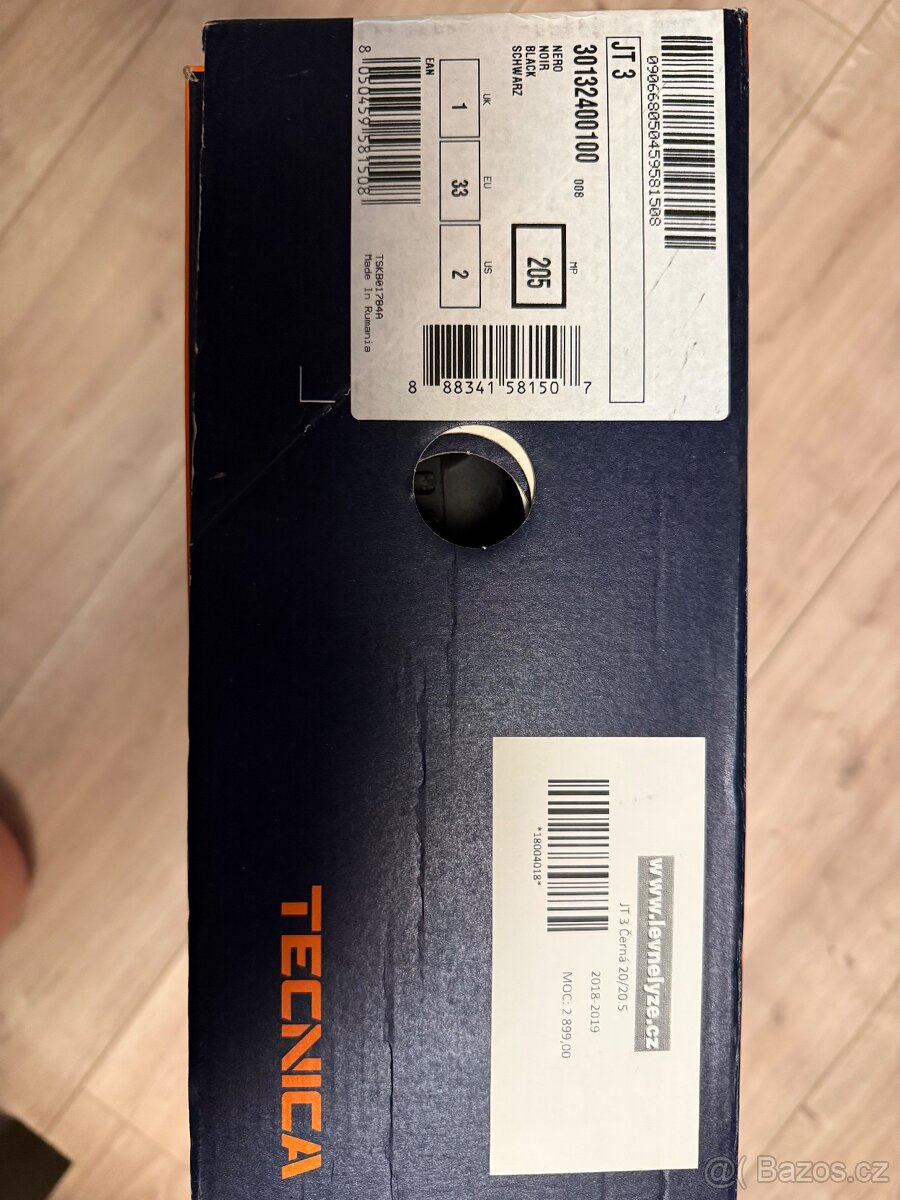 090668050459581508
JT 3
30132400100 008
NERO
NOIR
BLACK
SCHWARZ
MP
205
UK
1
EU
33
US
2
EAN
8 050459 581508
8 88341 58150 7
TSKB01784A
Made In Rumania
www.levnelyze.cz
JT 3 Černá 20/20.5
2018-2019
MOC: 2 899,00
*18004018*
TECNICA
@( Bazos.cz